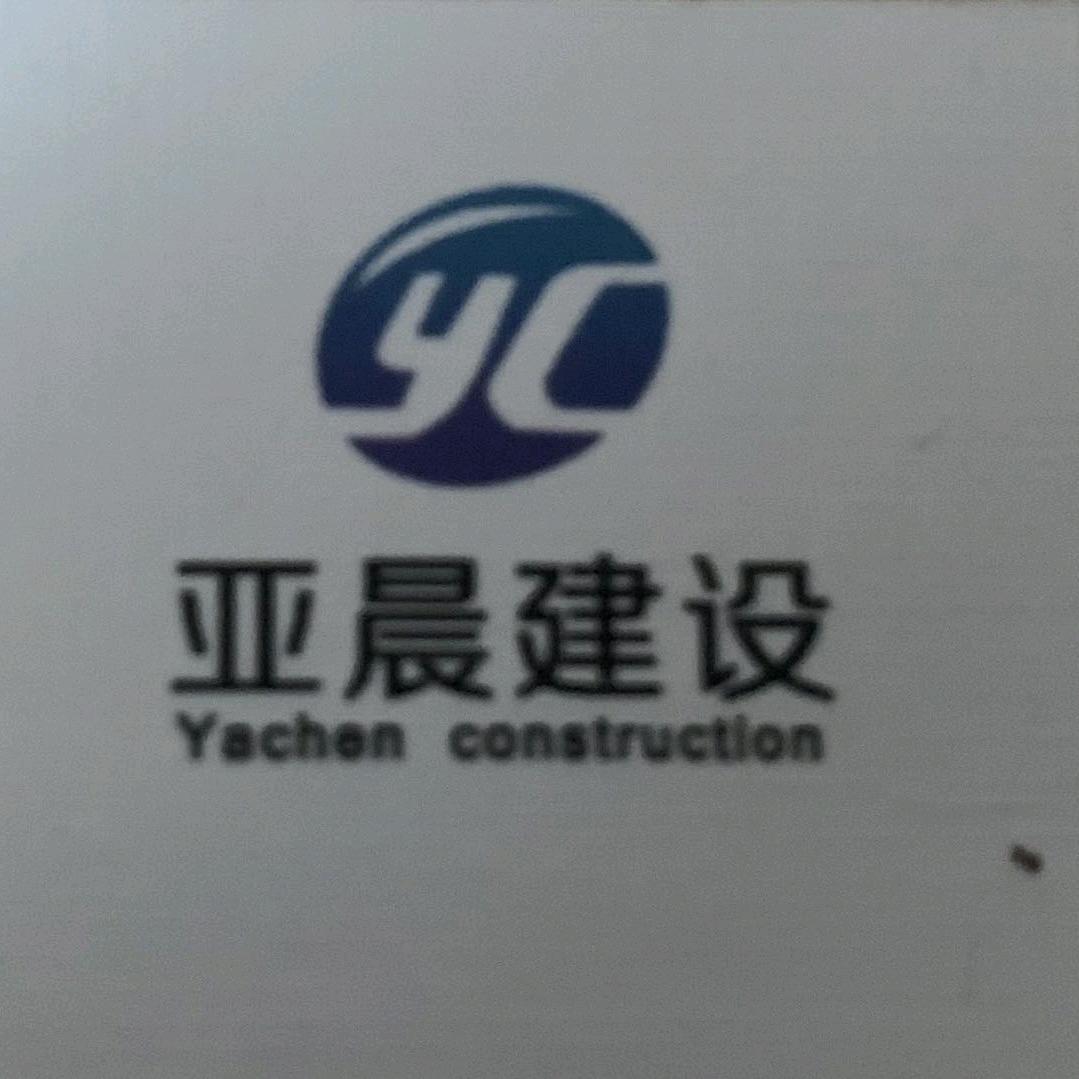 yc
亚晨建设
Yachen construction